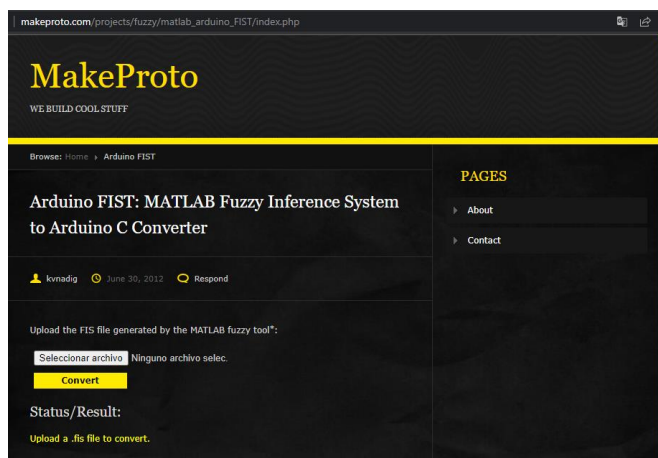 makeproto.com/projects/fuzzy/matlab_arduino_FIST/index.php
MakeProto
WE BUILD COOL STUFF
Browse: Home › Arduino FIST
Arduino FIST: MATLAB Fuzzy Inference System
to Arduino C Converter
kvnadig June 30, 2012 Respond
Upload the FIS file generated by the MATLAB fuzzy tool*:
Seleccionar archivo Ninguno archivo selec.
Convert
Status/Result:
Upload a .fis file to convert.
PAGES
About
Contact